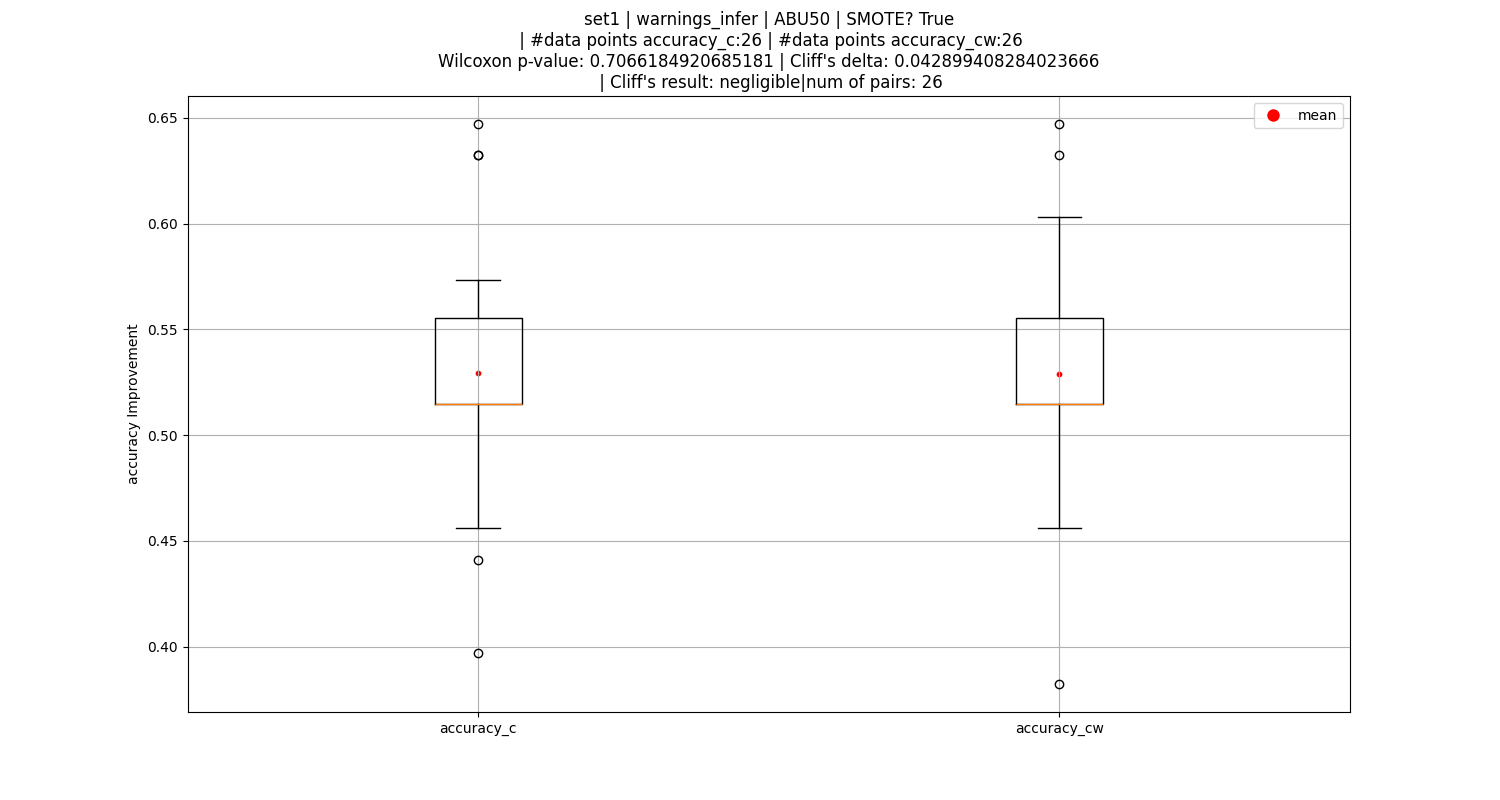 set1 | warnings_infer | ABU50 | SMOTE? True
| #data points accuracy_c:26 | #data points accuracy_cw:26
Wilcoxon p-value: 0.7066184920685181 | Cliff's delta: 0.042899408284023666
| Cliff's result: negligible|num of pairs: 26
mean
accuracy Improvement
0.65
0.60
0.55
0.50
0.45
0.40
accuracy_c
accuracy_cw